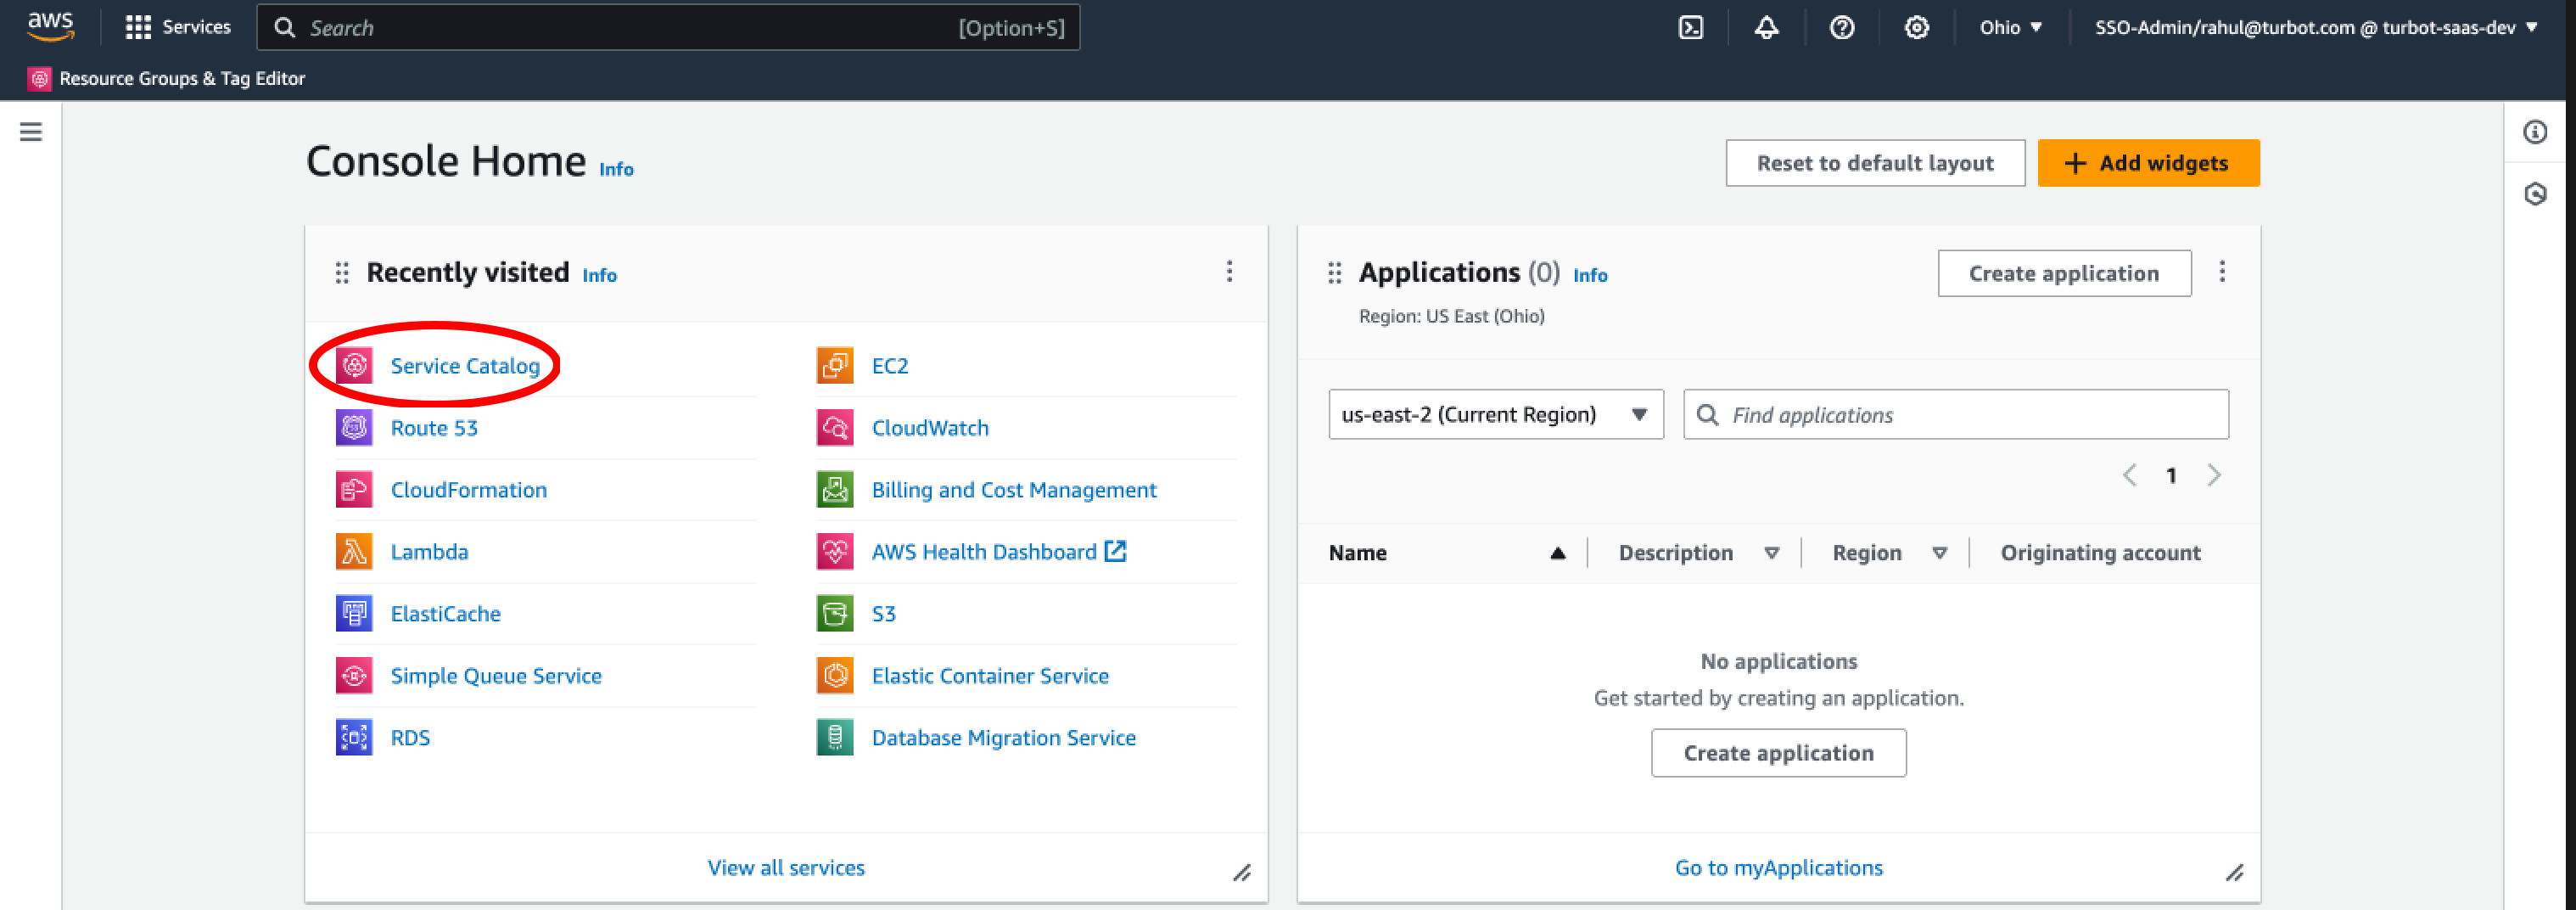 aws
Services
Search
[Option+S]
Ohio
SSO-Admin/rahul@turbot.com @ turbot-saas-dev
Resource Groups & Tag Editor
Console Home Info
Reset to default layout
Add widgets
Recently visited Info
Service Catalog
Route 53
CloudFormation
Lambda
ElastiCache
Simple Queue Service
RDS
EC2
CloudWatch
Billing and Cost Management
AWS Health Dashboard
S3
Elastic Container Service
Database Migration Service
View all services
Applications (0) Info
Region: US East (Ohio)
Create application
us-east-2 (Current Region)
Find applications
1
Name Description Region Originating account
No applications
Get started by creating an application.
Create application
Go to myApplications